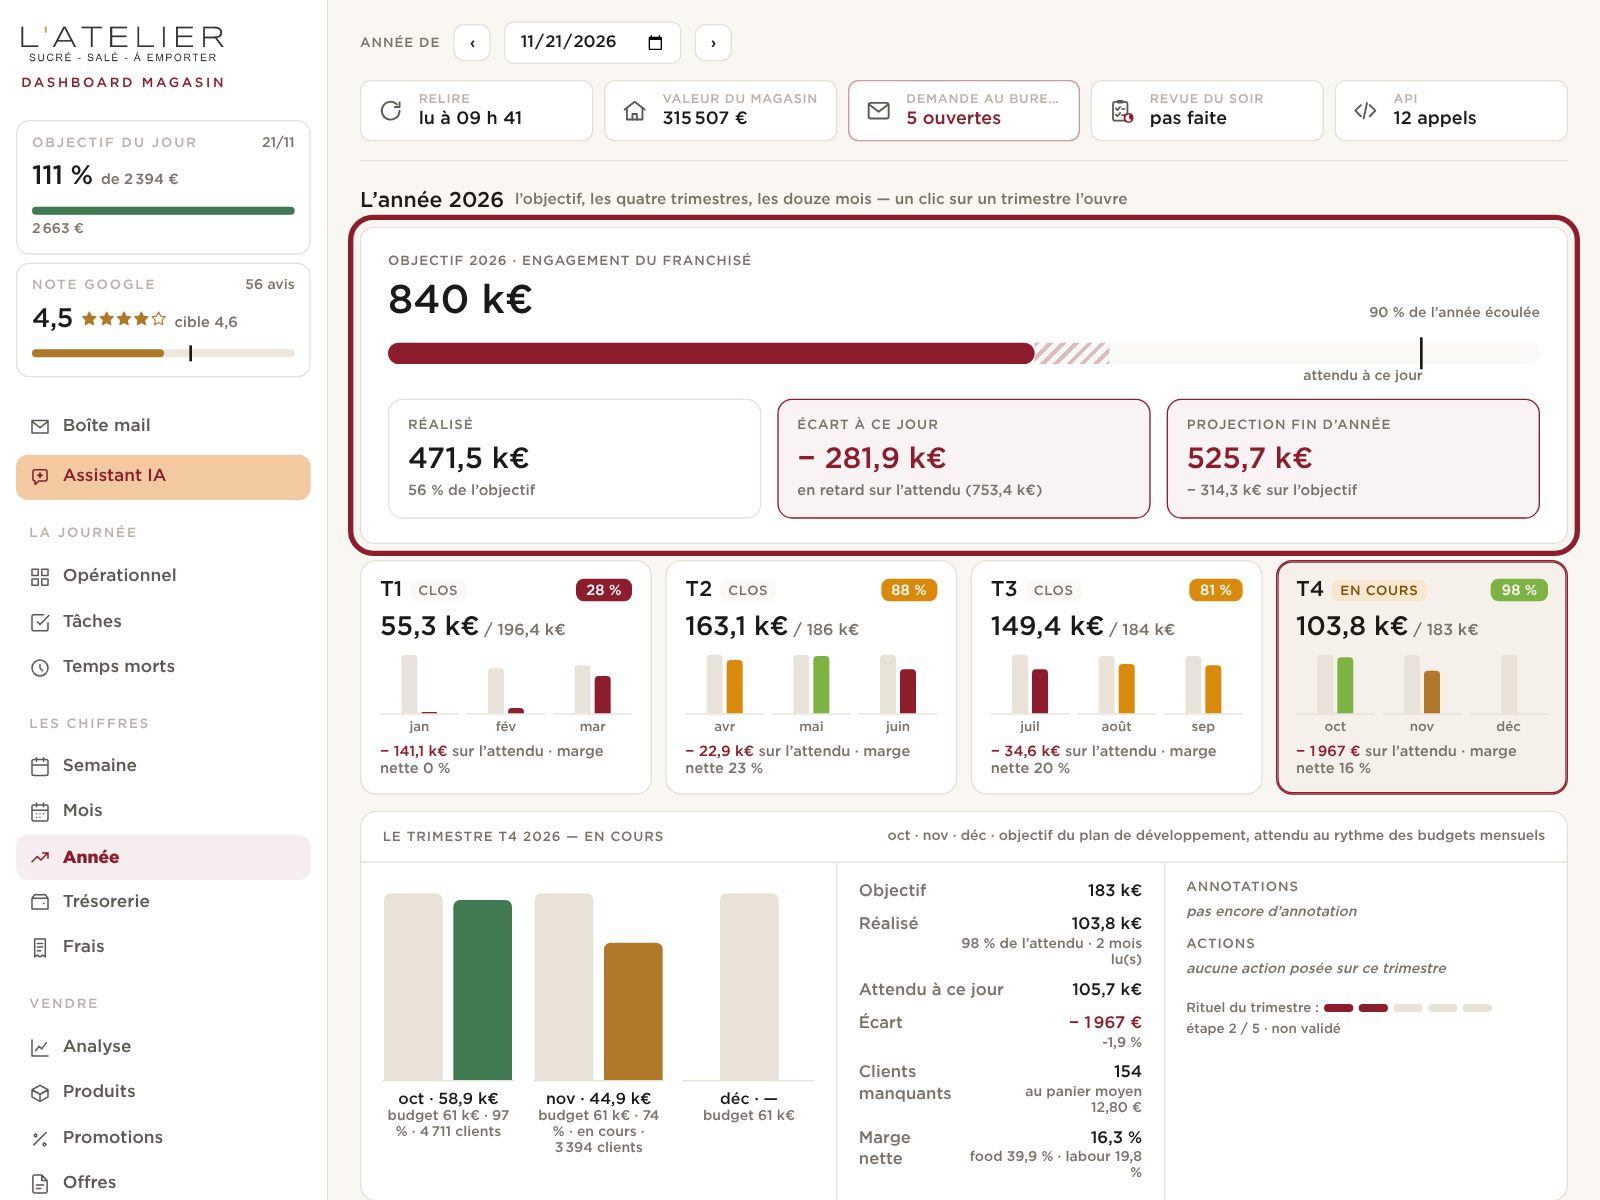 L'ATELIER
SUCRÉ - SALÉ - À EMPORTER
DASHBOARD MAGASIN
OBJECTIF DU JOUR 21/11
111 % de 2 394 €
2 663 €
NOTE GOOGLE 56 avis
4,5 cible 4,6
Boîte mail
Assistant IA
LA JOURNÉE
Opérationnel
Tâches
Temps morts
LES CHIFFRES
Semaine
Mois
Année
Trésorerie
Frais
VENDRE
Analyse
Produits
Promotions
Offres
ANNÉE DE ‹ 11/21/2026 ›
RELIRE
lu à 09 h 41
VALEUR DU MAGASIN
315 507 €
DEMANDE AU BURE...
5 ouvertes
REVUE DU SOIR
pas faite
API
12 appels
L’année 2026 l’objectif, les quatre trimestres, les douze mois — un clic sur un trimestre l’ouvre
OBJECTIF 2026 · ENGAGEMENT DU FRANCHISÉ
840 k€
90 % de l’année écoulée
attendu à ce jour
RÉALISÉ
471,5 k€
56 % de l’objectif
ÉCART À CE JOUR
− 281,9 k€
en retard sur l’attendu (753,4 k€)
PROJECTION FIN D’ANNÉE
525,7 k€
− 314,3 k€ sur l’objectif
T1 CLOS 28 %
55,3 k€ / 196,4 k€
jan fév mar
− 141,1 k€ sur l’attendu · marge
nette 0 %
T2 CLOS 88 %
163,1 k€ / 186 k€
avr mai juin
− 22,9 k€ sur l’attendu · marge
nette 23 %
T3 CLOS 81 %
149,4 k€ / 184 k€
juil août sep
− 34,6 k€ sur l’attendu · marge
nette 20 %
T4 EN COURS 98 %
103,8 k€ / 183 k€
oct nov déc
− 1 967 € sur l’attendu · marge
nette 16 %
LE TRIMESTRE T4 2026 — EN COURS
oct · nov · déc · objectif du plan de développement, attendu au rythme des budgets mensuels
oct · 58,9 k€
budget 61 k€ · 97
% · 4 711 clients
nov · 44,9 k€
budget 61 k€ · 74
% · en cours ·
3 394 clients
déc · —
budget 61 k€
Objectif 183 k€
Réalisé 103,8 k€
98 % de l’attendu · 2 mois
lu(s)
Attendu à ce jour 105,7 k€
Écart − 1 967 €
-1,9 %
Clients 154
manquants au panier moyen
12,80 €
Marge 16,3 %
nette food 39,9 % · labour 19,8
%
ANNOTATIONS
pas encore d’annotation
ACTIONS
aucune action posée sur ce trimestre
Rituel du trimestre :
étape 2 / 5 · non validé